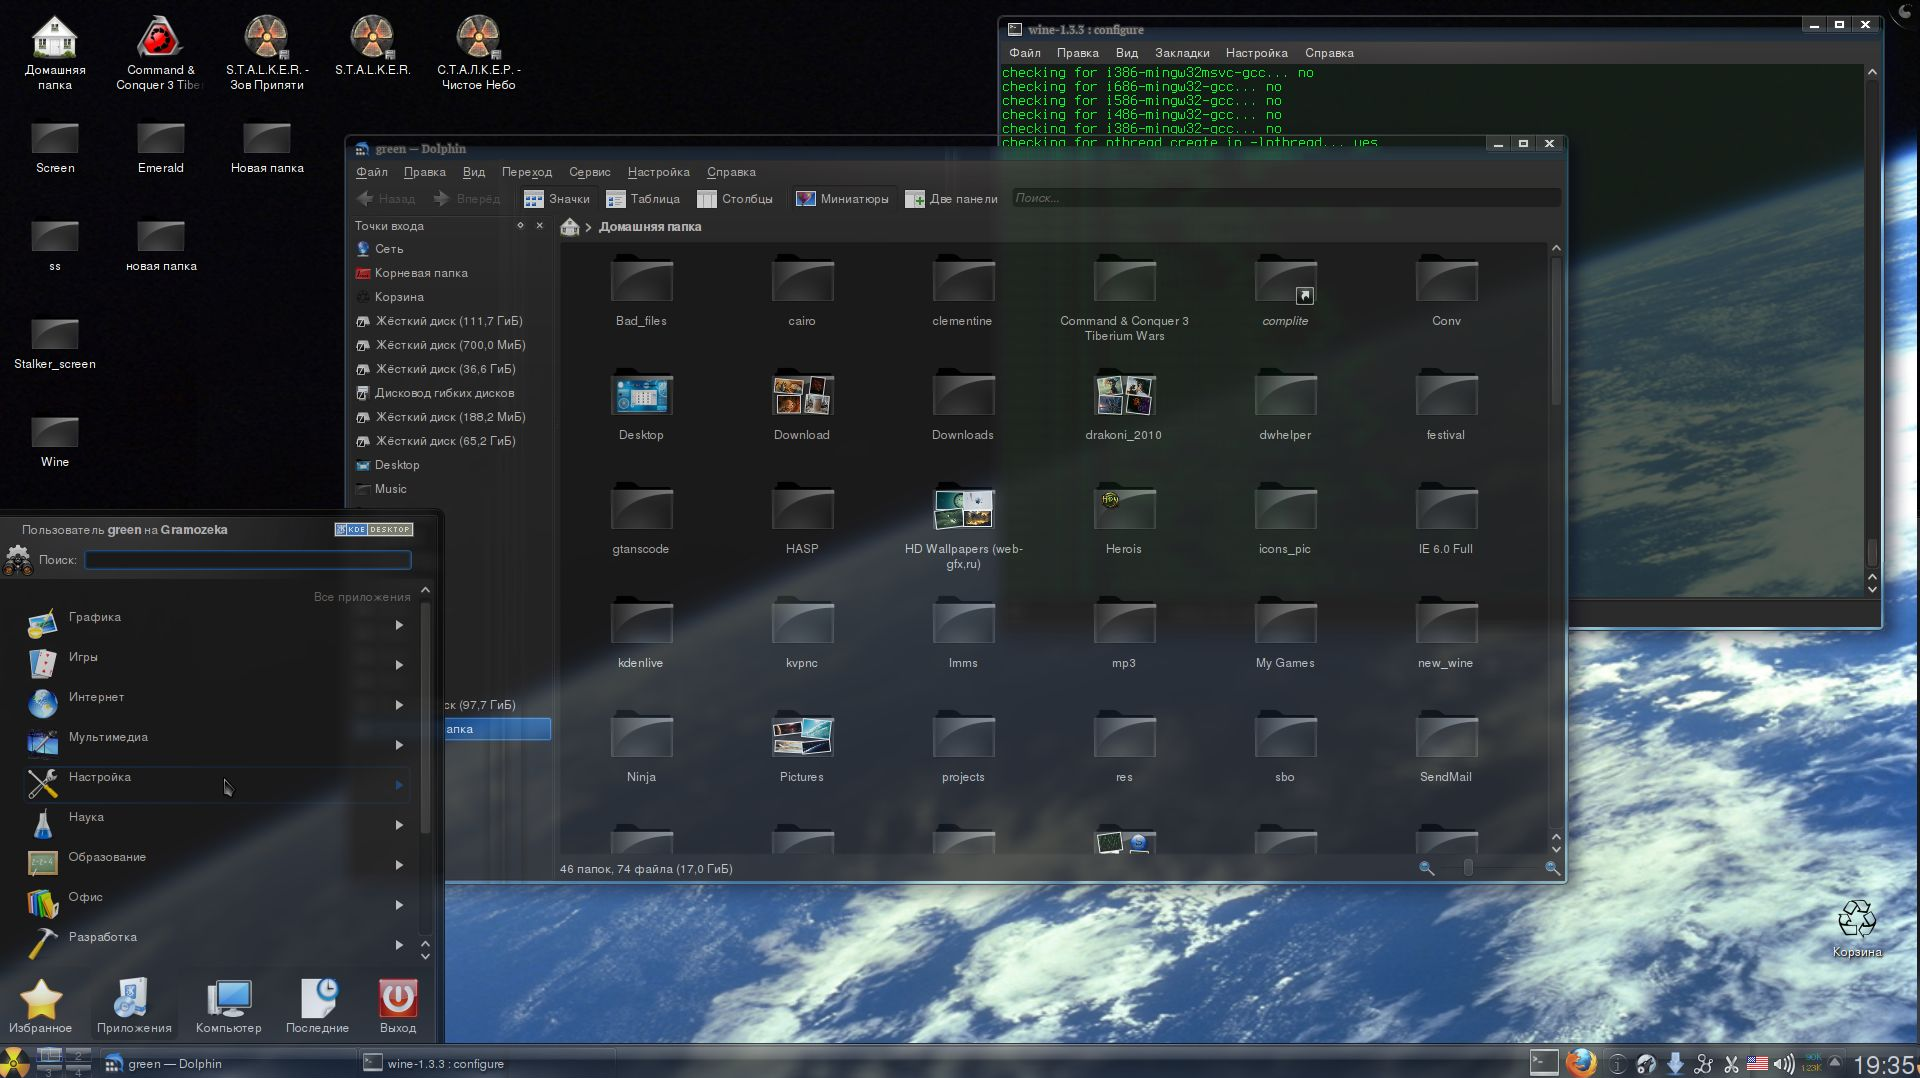 Домашняя папка
Command & Conquer 3 Tibe
S.T.A.L.K.E.R. - Зов Припяти
S.T.A.L.K.E.R.
С.Т.А.Л.К.Е.Р. - Чистое Небо
Screen
Emerald
Новая папка
ss
новая папка
Stalker_screen
Wine
wine-1.3.3 : configure
Файл Правка Вид Закладки Настройка Справка
checking for i386-mingw32msvc-gcc... no
checking for i686-mingw32-gcc... no
checking for i586-mingw32-gcc... no
checking for i486-mingw32-gcc... no
checking for i386-mingw32-gcc... no
checking for pthread_create in -lpthread... yes
green — Dolphin
Файл Правка Вид Переход Сервис Настройка Справка
Назад Вперёд Значки Таблица Столбцы Миниатюры Две панели Поиск...
Точки входа
Домашняя папка
Сеть
Корневая папка
Корзина
Жёсткий диск (111,7 ГиБ)
Жёсткий диск (700,0 МиБ)
Жёсткий диск (36,6 ГиБ)
Дисковод гибких дисков
Жёсткий диск (188,2 МиБ)
Жёсткий диск (65,2 ГиБ)
Desktop
Music
ск (97,7 ГиБ)
апка
Bad_files cairo clementine Command & Conquer 3 complite Conv
Tiberium Wars
Desktop Download Downloads drakoni_2010 dwhelper festival
gtanscode HASP HD Wallpapers (web- Herois icons_pic IE 6.0 Full
gfx,ru)
kdenlive kvpnc lmms mp3 My Games new_wine
Ninja Pictures projects res sbo SendMail
46 папок, 74 файла (17,0 ГиБ)
Пользователь green на Gramozeka
KDE DESKTOP
Поиск:
Все приложения
Графика
Игры
Интернет
Мультимедиа
Настройка
Наука
Образование
Офис
Разработка
Избранное Приложения Компьютер Последние Выход
Корзина
1 2
3 4
green — Dolphin
wine-1.3.3 : configure
90K
123K
19:35